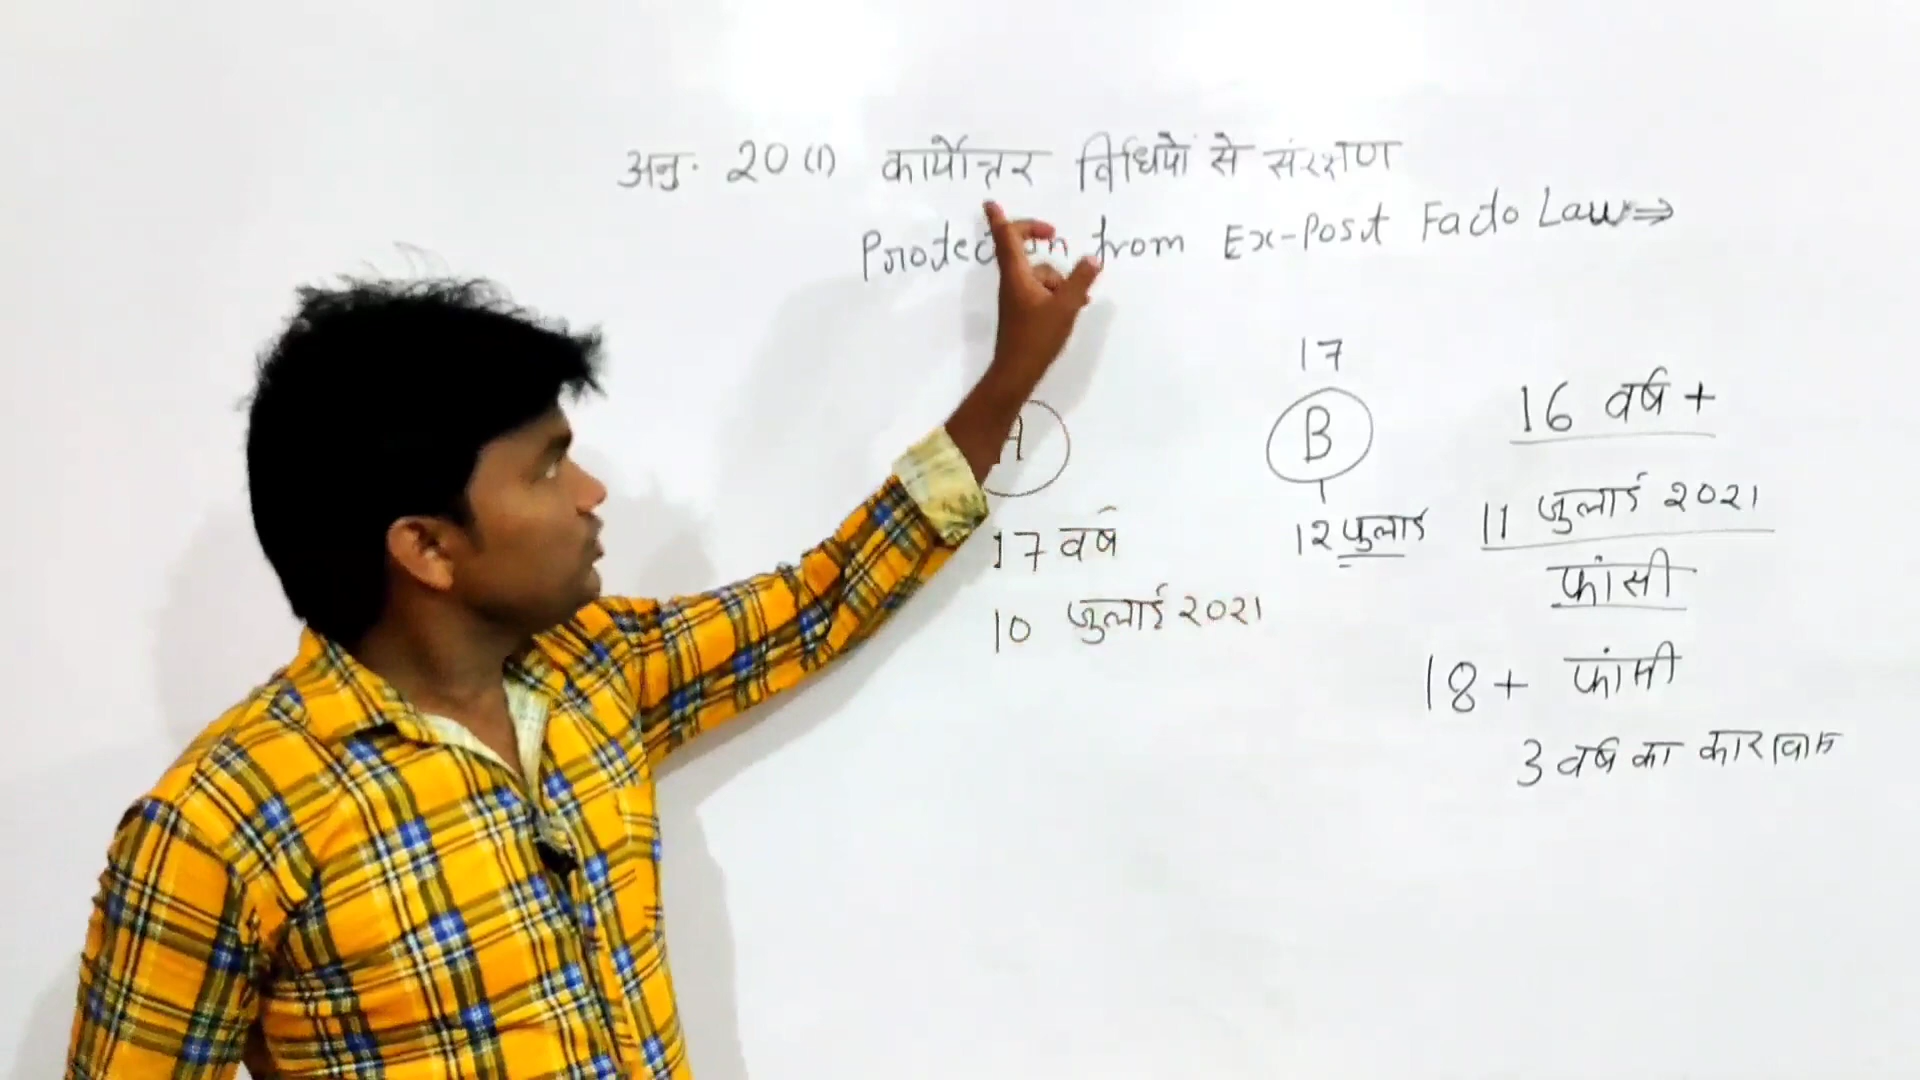 अनु. 20 (1) कार्योत्तर विधियों से संरक्षण
Protection from Ex-Post Facto Law ⇒
17
A
B
16 वर्ष +
17 वर्ष
12 जुलाई
11 जुलाई 2021
फांसी
10 जुलाई 2021
18 + फांसी
3 वर्ष का कारावास